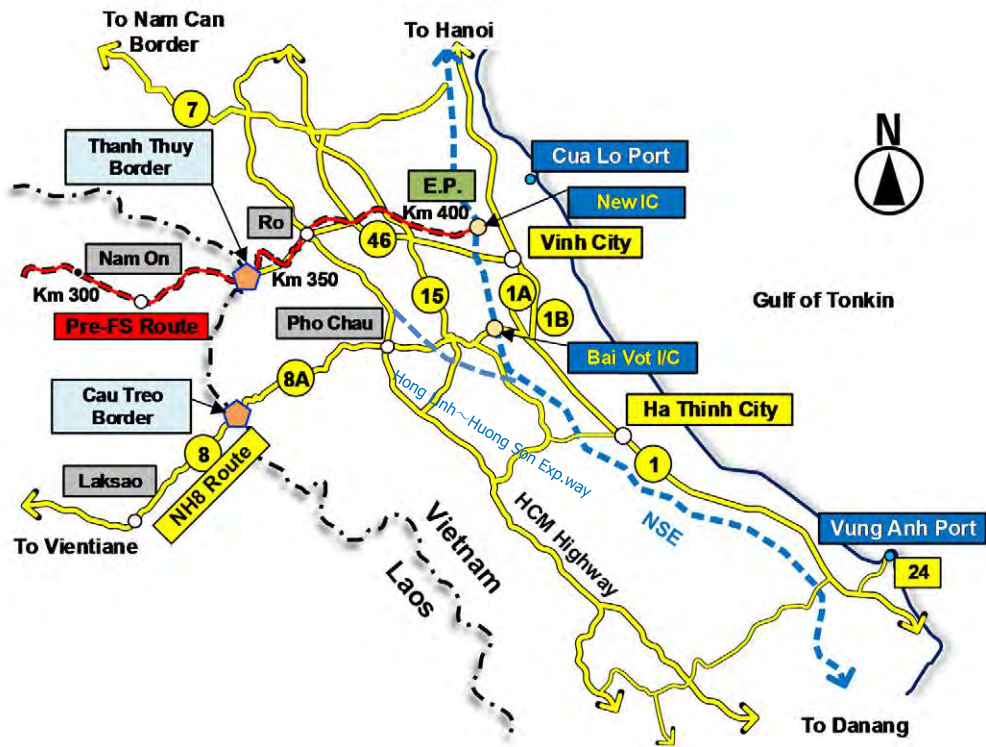 To Nam Can
Border
To Hanoi
7
N
Thanh Thuy
Border
Cua Lo Port
E.P.
Km 400
New IC
Ro
46
Vinh City
Nam On
Km 300
Km 350
15
1A
Gulf of Tonkin
Pre-FS Route
Pho Chau
1B
Bai Vot I/C
8A
Cau Treo
Border
Hong Linh～Huong Son Exp.way
Ha Thinh City
8
1
Laksao
NH8 Route
HCM Highway
NSE
Vung Anh Port
To Vientiane
Vietnam
Laos
24
To Danang